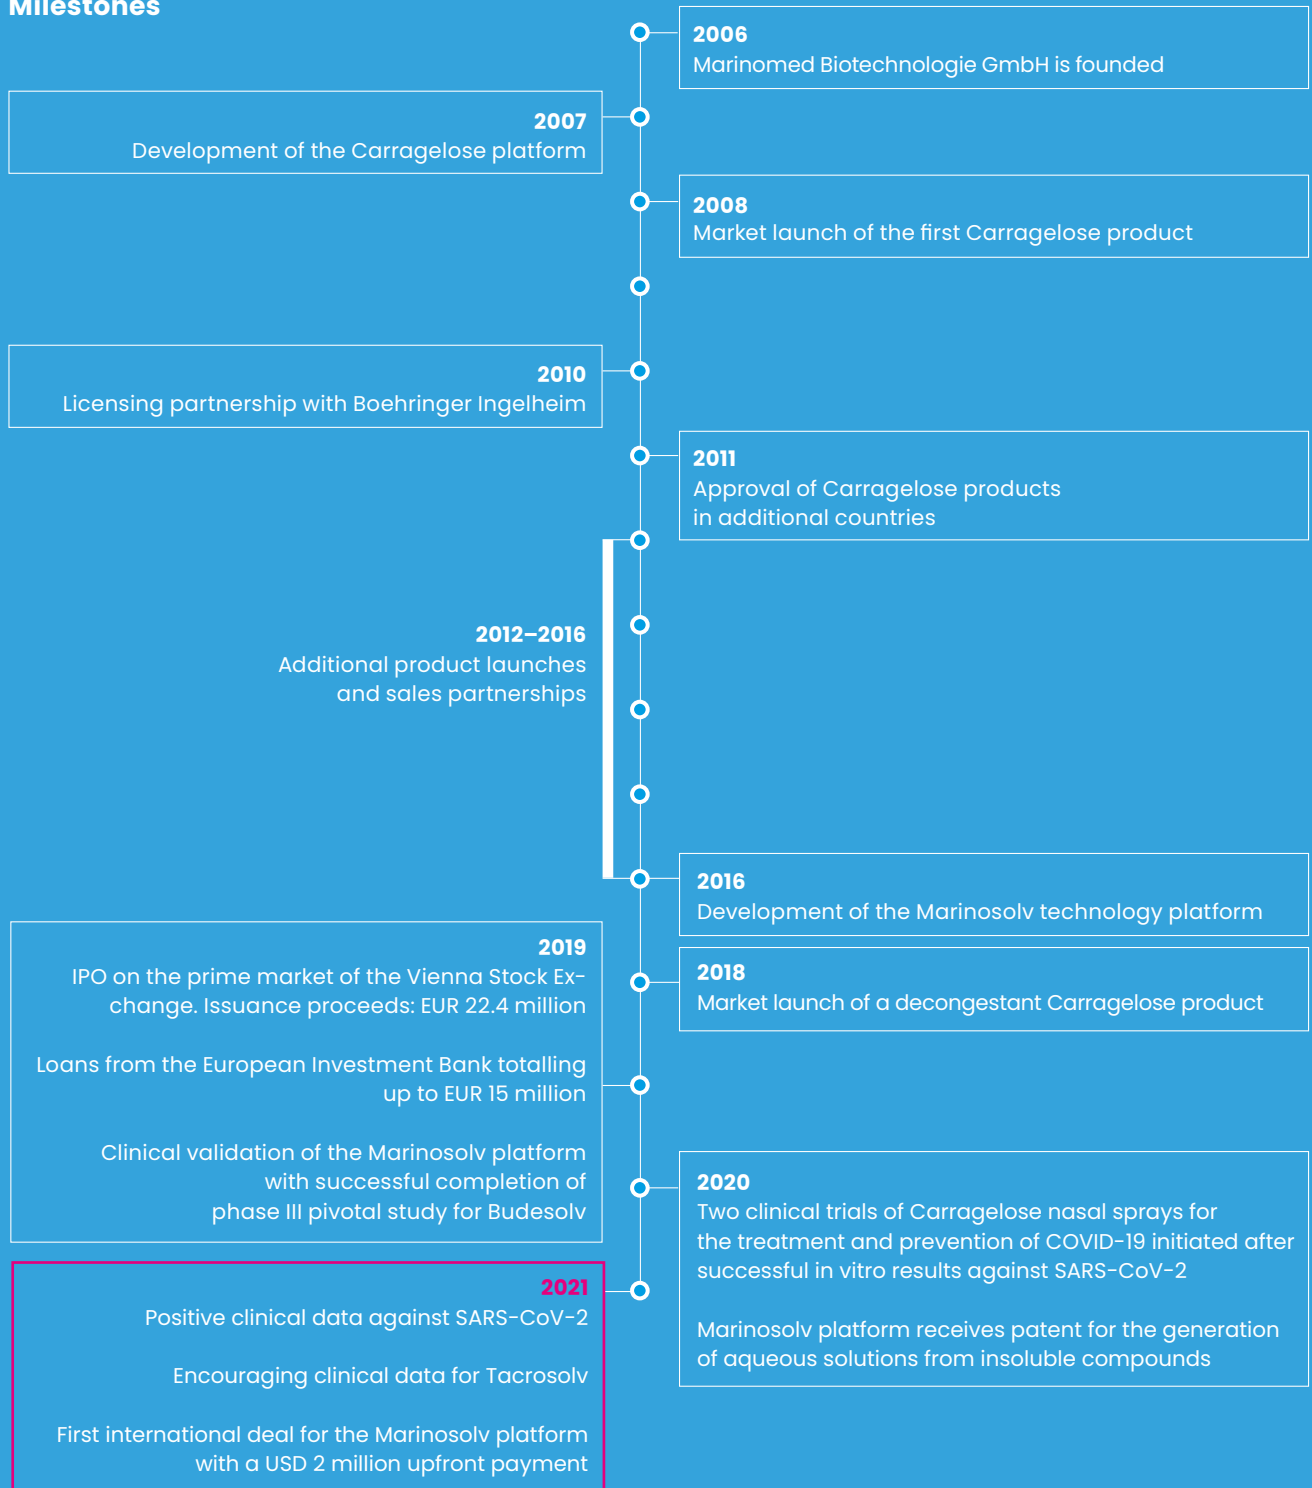 Milestones
2006
Marinomed Biotechnologie GmbH is founded
2007
Development of the Carragelose platform
2008
Market launch of the first Carragelose product
2010
Licensing partnership with Boehringer Ingelheim
2011
Approval of Carragelose products
in additional countries
2012–2016
Additional product launches
and sales partnerships
2016
Development of the Marinosolv technology platform
2018
Market launch of a decongestant Carragelose product
2019
IPO on the prime market of the Vienna Stock Ex-
change. Issuance proceeds: EUR 22.4 million
Loans from the European Investment Bank totalling
up to EUR 15 million
Clinical validation of the Marinosolv platform
with successful completion of
phase III pivotal study for Budesolv
2020
Two clinical trials of Carragelose nasal sprays for
the treatment and prevention of COVID-19 initiated after
successful in vitro results against SARS-CoV-2
Marinosolv platform receives patent for the generation
of aqueous solutions from insoluble compounds
2021
Positive clinical data against SARS-CoV-2
Encouraging clinical data for Tacrosolv
First international deal for the Marinosolv platform
with a USD 2 million upfront payment